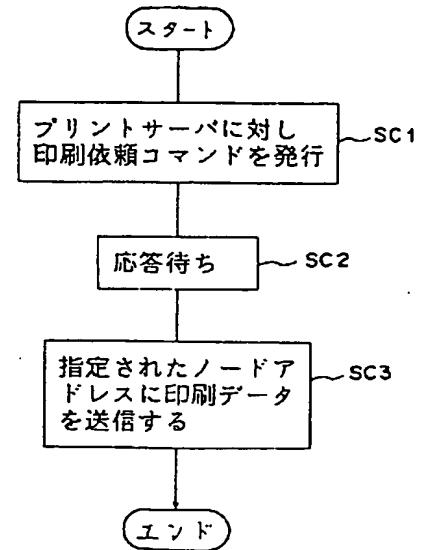 スタート
プリントサーバに対し
印刷依頼コマンドを発行
SC1
応答待ち
SC2
指定されたノードア
ドレスに印刷データ
を送信する
SC3
エンド